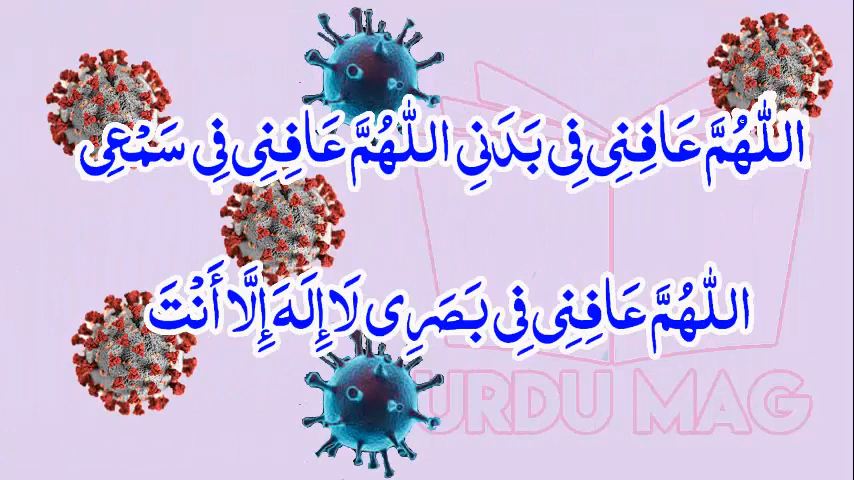 اللّٰهُمَّ عَافِنِی فِي بَدَنِي اللّٰهُمَّ عَافِنِی فِي سَمْعِی
اللّٰهُمَّ عَافِنِی فِي بَصَرِی لَا إِلَهَ إِلَّا أَنْتَ
URDU MAG